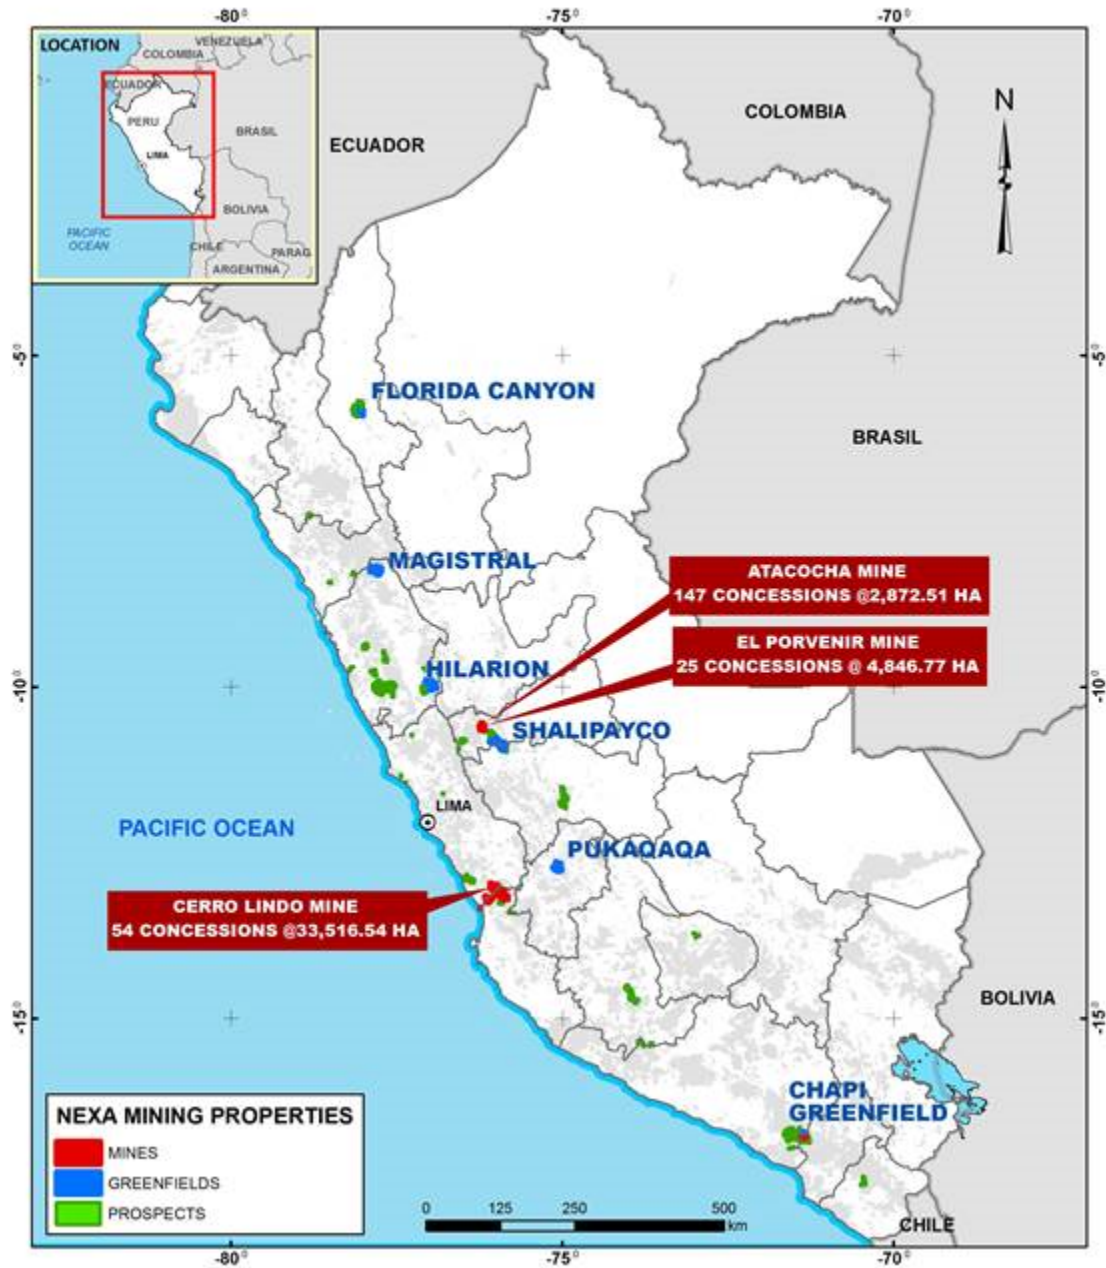 -80°
-75°
-70°
LOCATION
VENEZUELA
COLOMBIA
ECUADOR
PERU
BRASIL
LIMA
BOLIVIA
PACIFIC
OCEAN
CHILE
PARAG
ARGENTINA
COLOMBIA
ECUADOR
N
-5°
-5°
FLORIDA CANYON
BRASIL
MAGISTRAL
ATACOCHA MINE
147 CONCESSIONS @2,872.51 HA
EL PORVENIR MINE
25 CONCESSIONS @ 4,846.77 HA
HILARION
-10°
-10°
SHALIPAYCO
LIMA
PACIFIC OCEAN
PUKAQAQA
CERRO LINDO MINE
54 CONCESSIONS @33,516.54 HA
BOLIVIA
-15°
-15°
CHAPI
GREENFIELD
NEXA MINING PROPERTIES
MINES
GREENFIELDS
PROSPECTS
0 125 250 500
km
CHILE
-80°
-75°
-70°